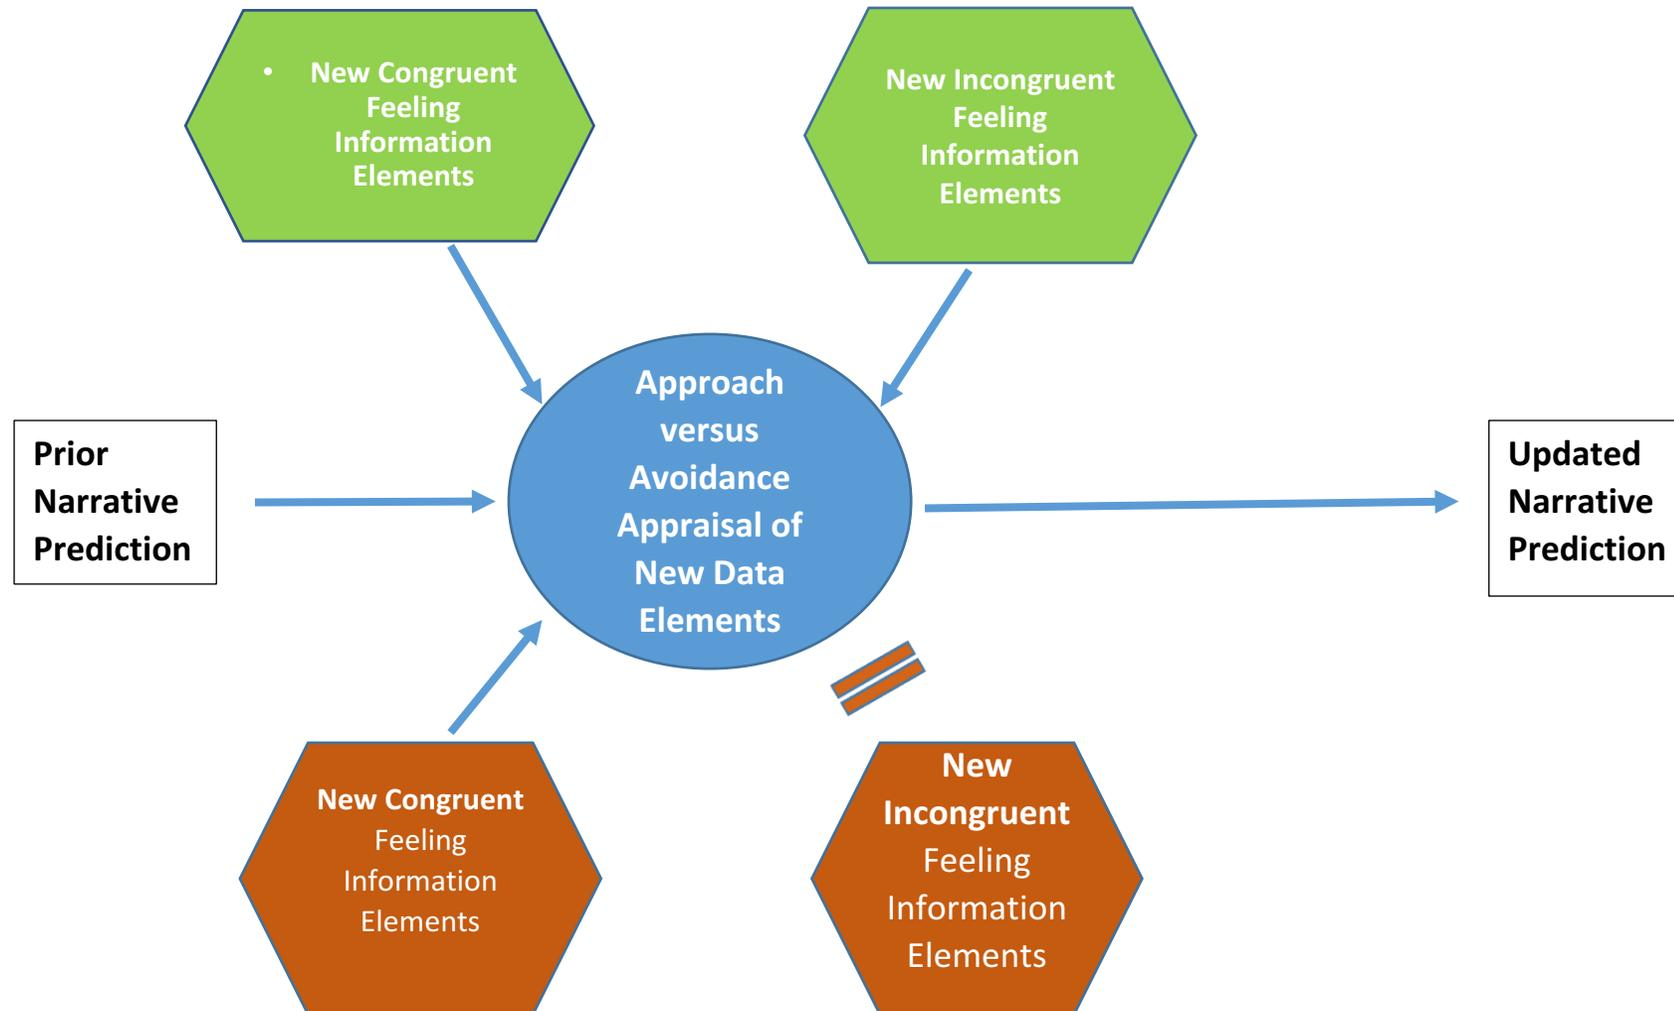 • New Congruent
Feeling
Information
Elements
New Incongruent
Feeling
Information
Elements
Approach
versus
Avoidance
Appraisal of
New Data
Elements
Prior
Narrative
Prediction
Updated
Narrative
Prediction
New Congruent
Feeling
Information
Elements
New
Incongruent
Feeling
Information
Elements